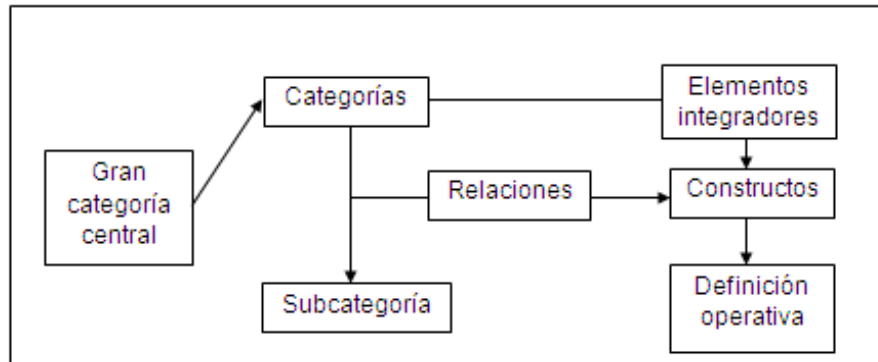 Categorías
Elementos
integradores
Gran
categoría
central
Relaciones
Constructos
Subcategoría
Definición
operativa